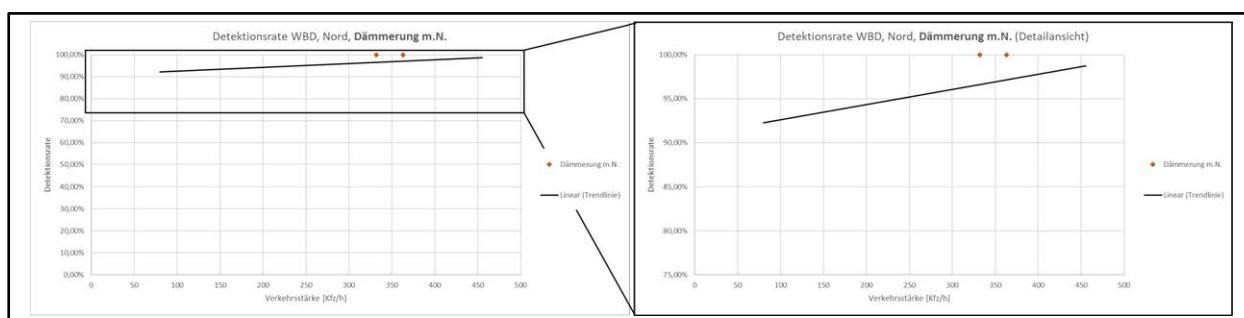 Detektionsrate WBD, Nord, Dämmerung m.N.
100,00%
90,00%
80,00%
70,00%
60,00%
50,00%
40,00%
30,00%
20,00%
10,00%
0,00%
Detektionsrate
0 50 100 150 200 250 300 350 400 450 500
Verkehrsstärke [Kfz/h]
Dämmerung m.N.
Linear (Trendlinie)
Detektionsrate WBD, Nord, Dämmerung m.N. (Detailansicht)
100,00%
95,00%
90,00%
85,00%
80,00%
75,00%
Detektionsrate
0 50 100 150 200 250 300 350 400 450 500
Verkehrsstärke [Kfz/h]
Dämmerung m.N.
Linear (Trendlinie)